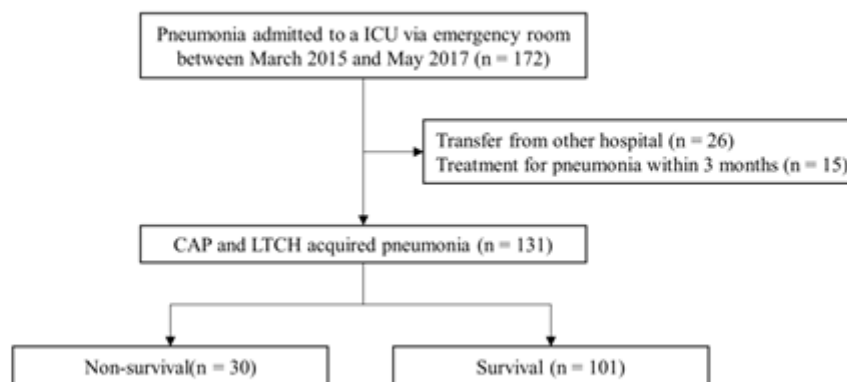 Pneumonia admitted to a ICU via emergency room
between March 2015 and May 2017 (n = 172)
Transfer from other hospital (n = 26)
Treatment for pneumonia within 3 months (n = 15)
CAP and LTCH acquired pneumonia (n = 131)
Non-survival(n = 30)
Survival (n = 101)